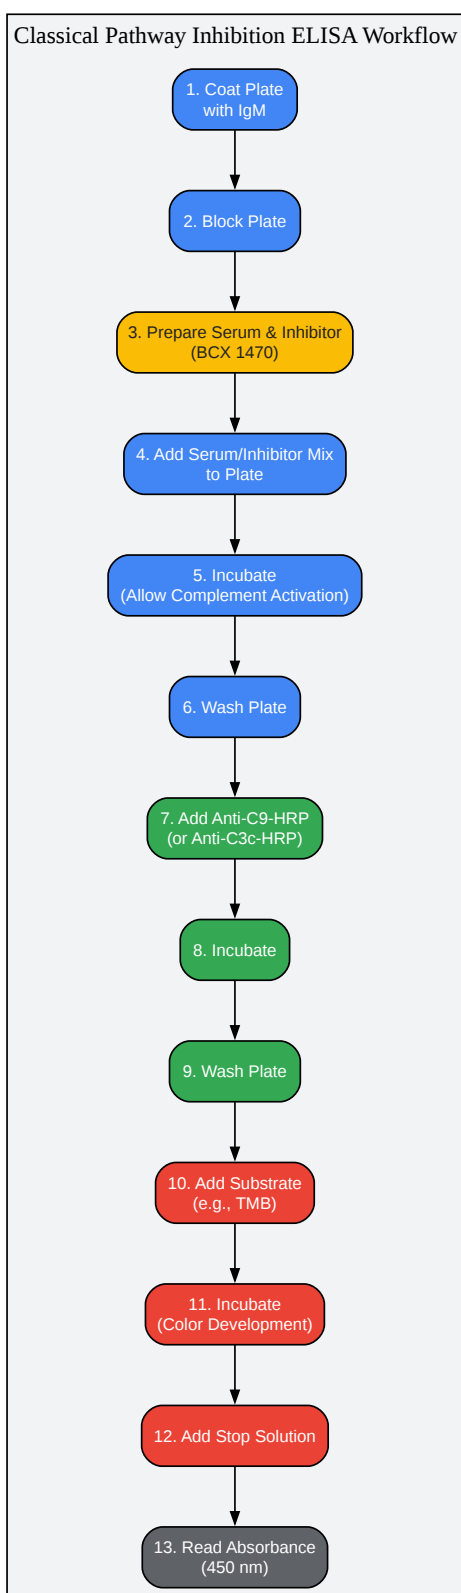 Classical Pathway Inhibition ELISA Workflow
1. Coat Plate
with IgM
2. Block Plate
3. Prepare Serum & Inhibitor
(BCX 1470)
4. Add Serum/Inhibitor Mix
to Plate
5. Incubate
(Allow Complement Activation)
6. Wash Plate
7. Add Anti-C9-HRP
(or Anti-C3c-HRP)
8. Incubate
9. Wash Plate
10. Add Substrate
(e.g., TMB)
11. Incubate
(Color Development)
12. Add Stop Solution
13. Read Absorbance
(450 nm)